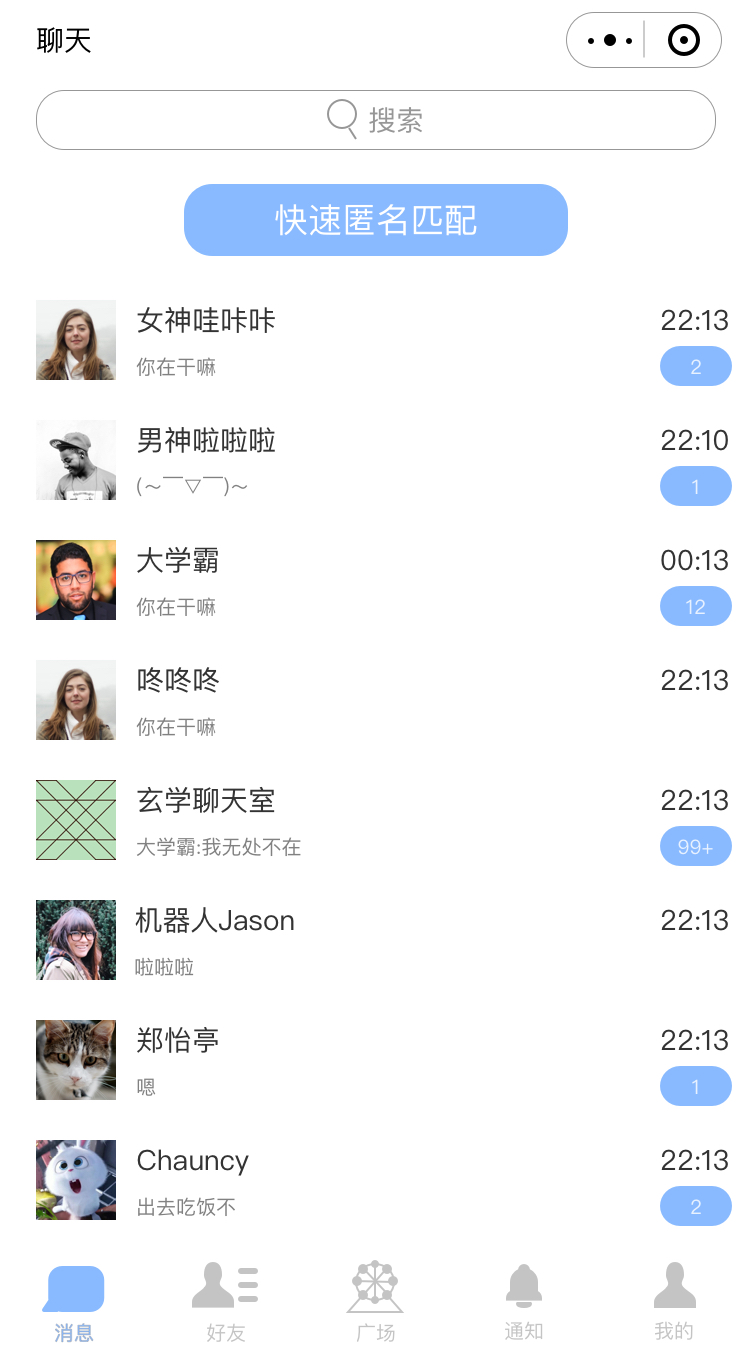 聊天
搜索
快速匿名匹配
女神哇咔咔 22:13
你在干嘛 2
男神啦啦啦 22:10
(～￣▽￣)～ 1
大学霸 00:13
你在干嘛 12
咚咚咚 22:13
你在干嘛
玄学聊天室 22:13
大学霸:我无处不在 99+
机器人Jason 22:13
啦啦啦
郑怡亭 22:13
嗯 1
Chauncy 22:13
出去吃饭不 2
消息 好友 广场 通知 我的